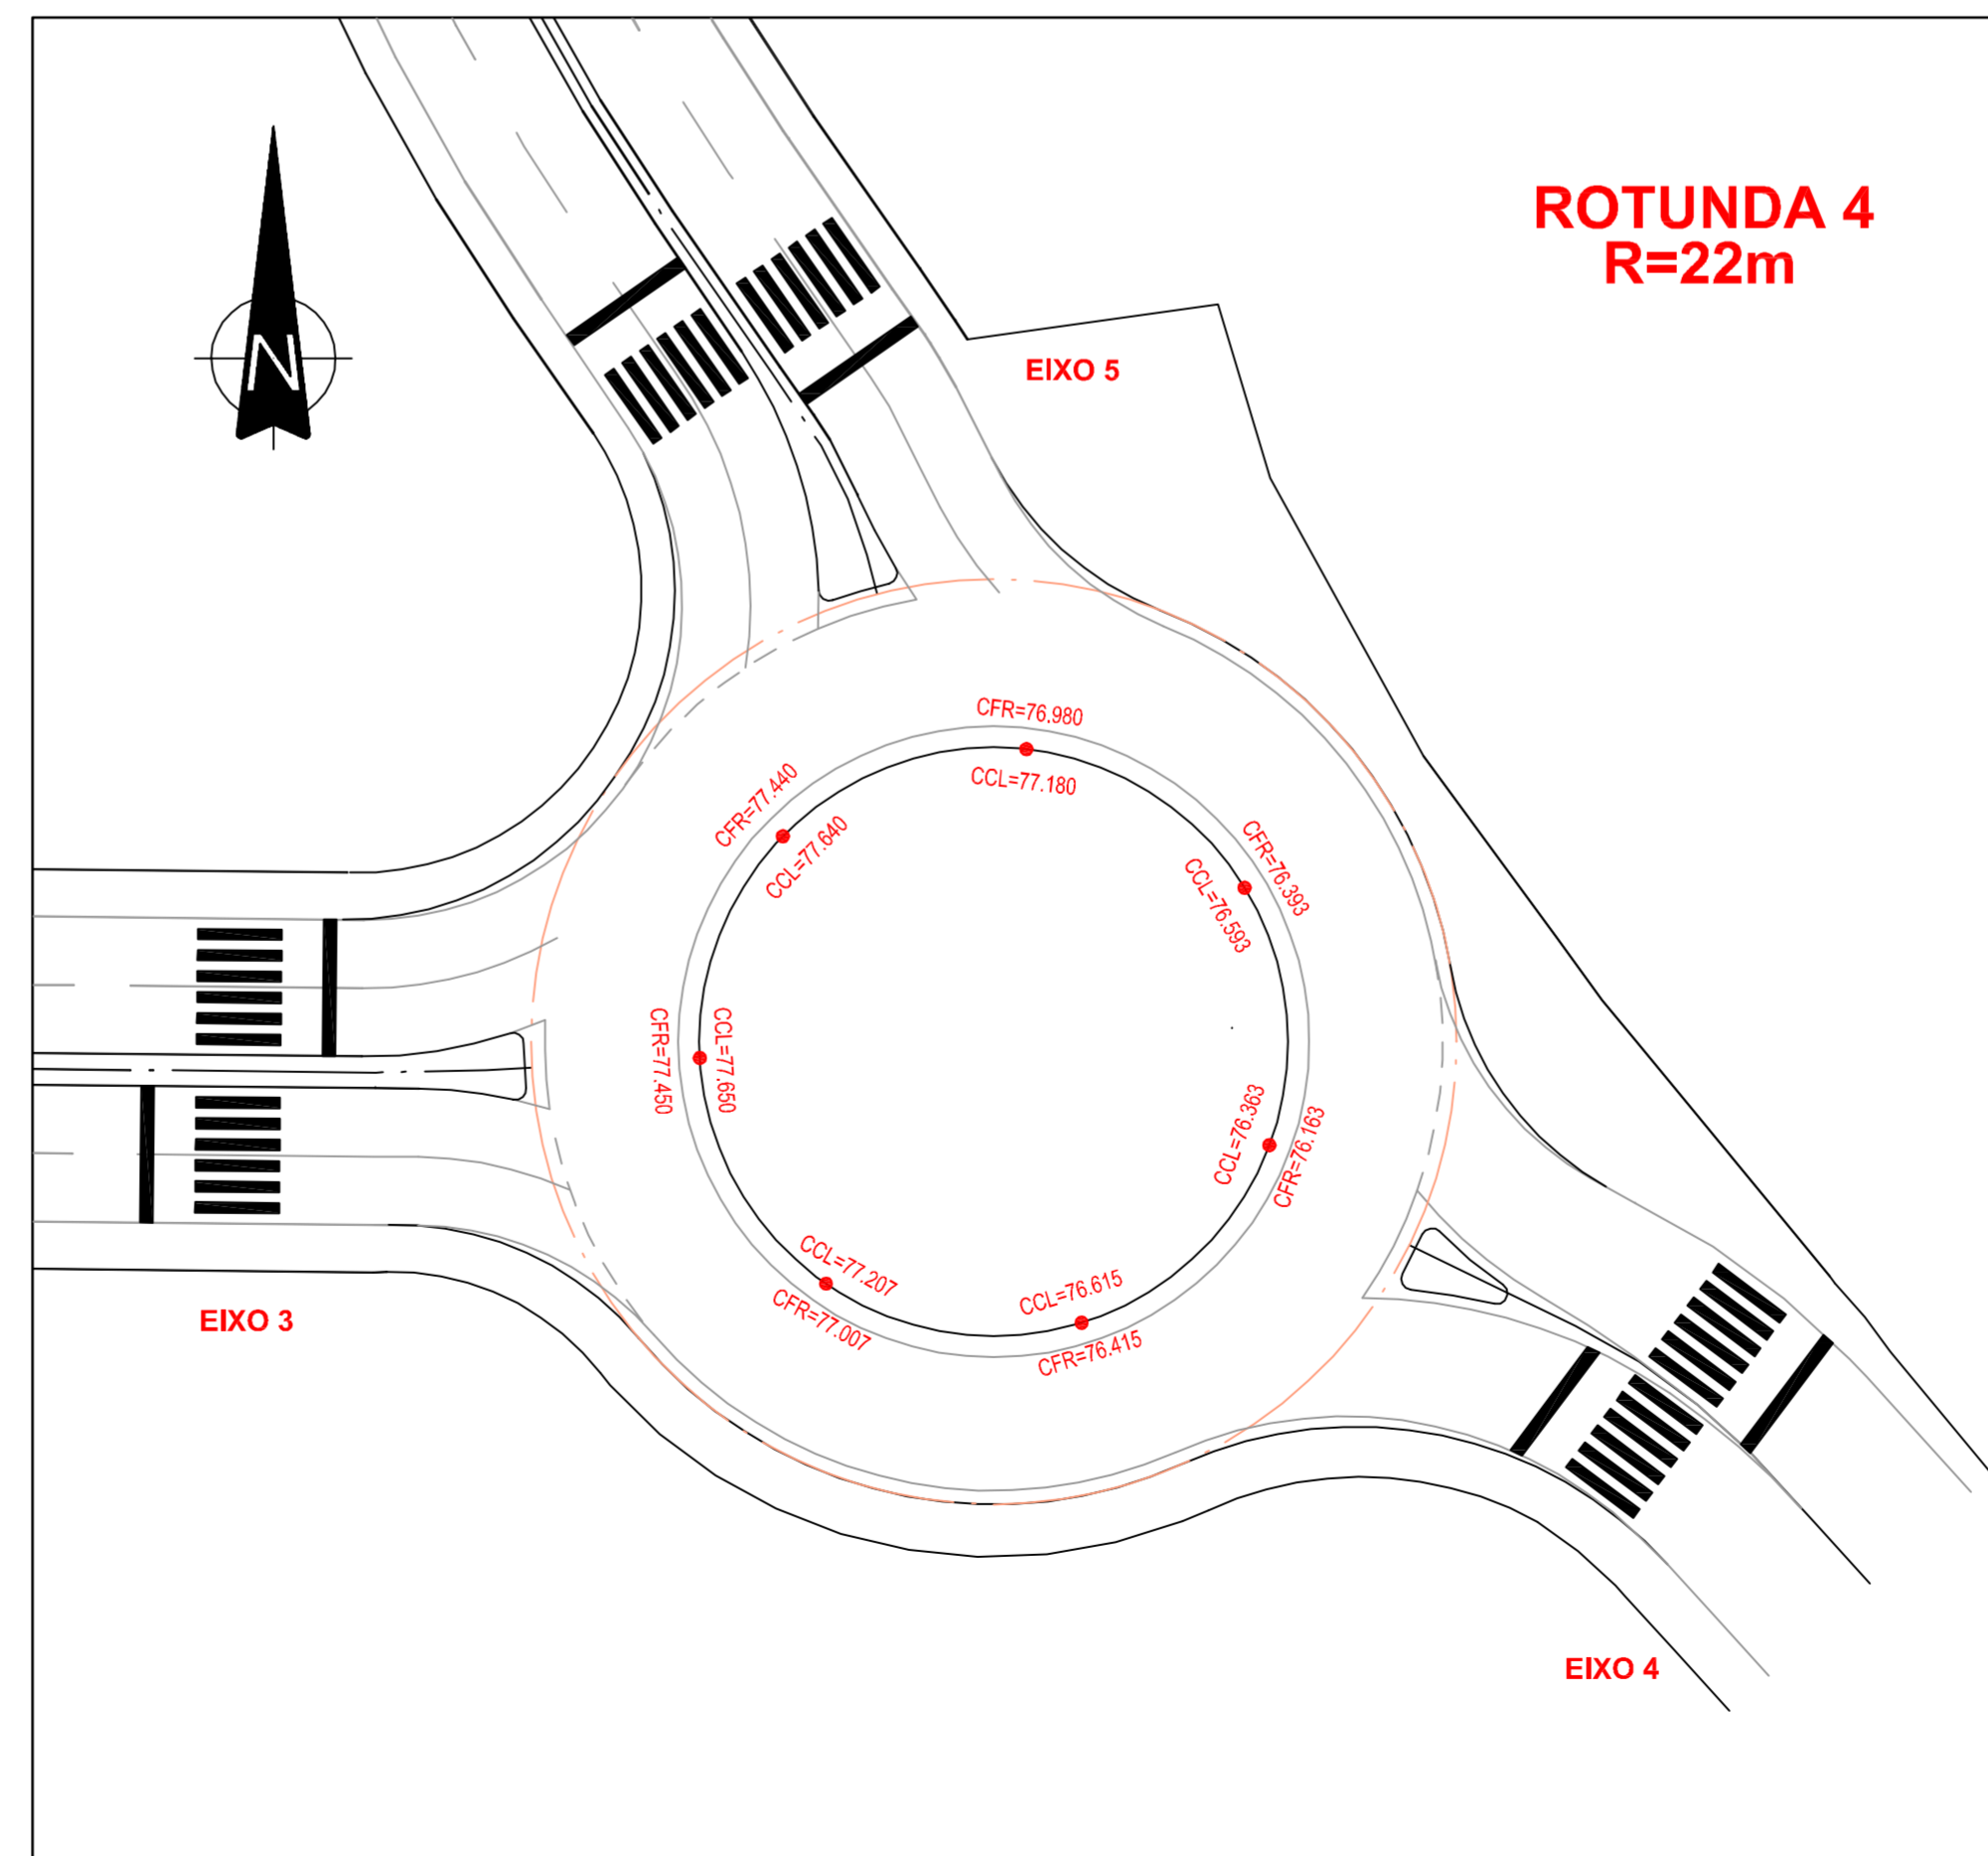 ROTUNDA 4
R=22m
N
EIXO 5
CFR=76.980
CCL=77.180
CFR=77.440
CCL=77.640
CFR=76.393
CCL=76.593
CFR=77.450
CCL=77.650
CCL=76.363
CFR=76.163
CCL=77.207
CFR=77.007
CCL=76.615
CFR=76.415
EIXO 3
EIXO 4